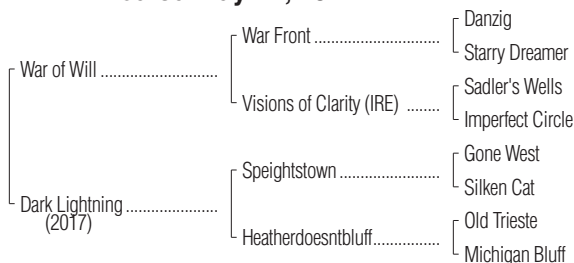 Danzig
War Front ................................
Starry Dreamer
War of Will ..............................
Sadler's Wells
Visions of Clarity (IRE) ........
Imperfect Circle
Gone West
Speightstown ..........................
Silken Cat
Dark Lightning ........................
(2017)
Old Trieste
Heatherdoesntbluff.................
Michigan Bluff